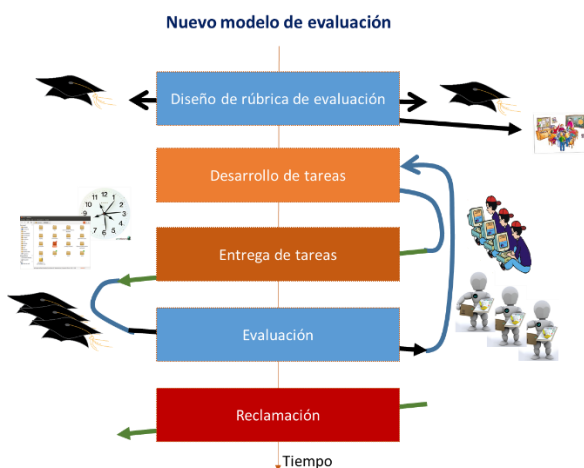 Nuevo modelo de evaluación
Diseño de rúbrica de evaluación
Desarrollo de tareas
Entrega de tareas
Evaluación
Reclamación
Tiempo